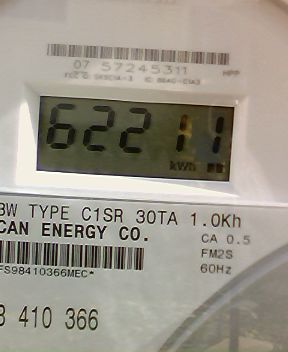 07 57245311
62211
kWh
3W TYPE C1SR 30TA 1.0Kh
CAN ENERGY CO.
CA 0.5
FM2S
60Hz
FS98410366MEC*
410 366